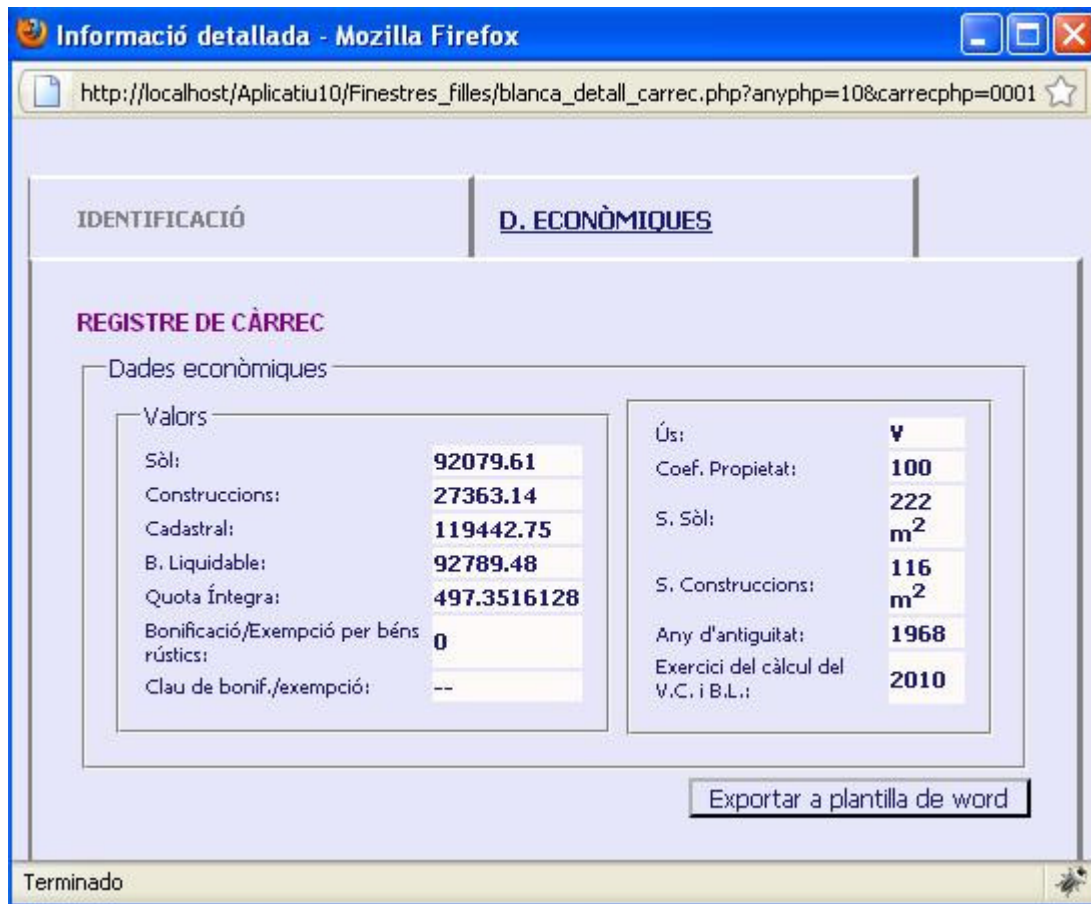 Informació detallada - Mozilla Firefox
http://localhost/Aplicatiu10/Finestres_filles/blanca_detall_carrec.php?anyphp=10&carrecphp=0001
IDENTIFICACIÓ
D. ECONÒMIQUES
REGISTRE DE CÀRREC
Dades econòmiques
Valors
Sòl: 92079.61
Construccions: 27363.14
Cadastral: 119442.75
B. Liquidable: 92789.48
Quota Íntegra: 497.3516128
Bonificació/Exempció per béns
rústics: 0
Clau de bonif./exempció: --
Ús: V
Coef. Propietat: 100
S. Sòl: 222
m²
S. Construccions: 116
m²
Any d'antiguitat: 1968
Exercici del càlcul del
V.C. i B.L.: 2010
Exportar a plantilla de word
Terminado